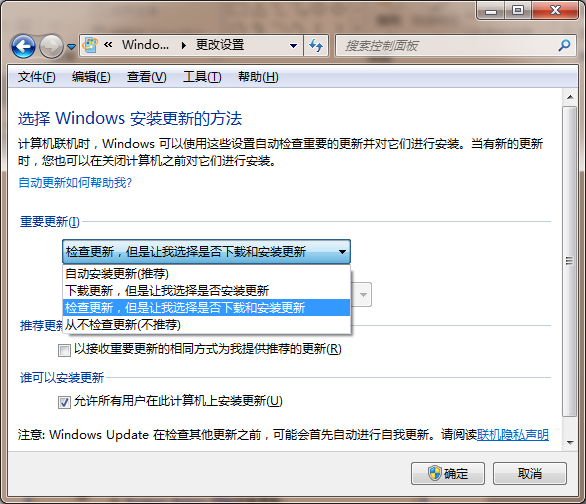 « Windo... ▸ 更改设置
搜索控制面板
文件(F) 编辑(E) 查看(V) 工具(T) 帮助(H)
选择 Windows 安装更新的方法
计算机联机时，Windows 可以使用这些设置自动检查重要的更新并对它们进行安装。当有新的更新
时，您也可以在关闭计算机之前对它们进行安装。
自动更新如何帮助我?
重要更新(I)
检查更新，但是让我选择是否下载和安装更新
自动安装更新(推荐)
下载更新，但是让我选择是否安装更新
检查更新，但是让我选择是否下载和安装更新
从不检查更新(不推荐)
推荐更新
以接收重要更新的相同方式为我提供推荐的更新(R)
谁可以安装更新
允许所有用户在此计算机上安装更新(U)
注意: Windows Update 在检查其他更新之前，可能会首先自动进行自我更新。请阅读联机隐私声明
确定
取消